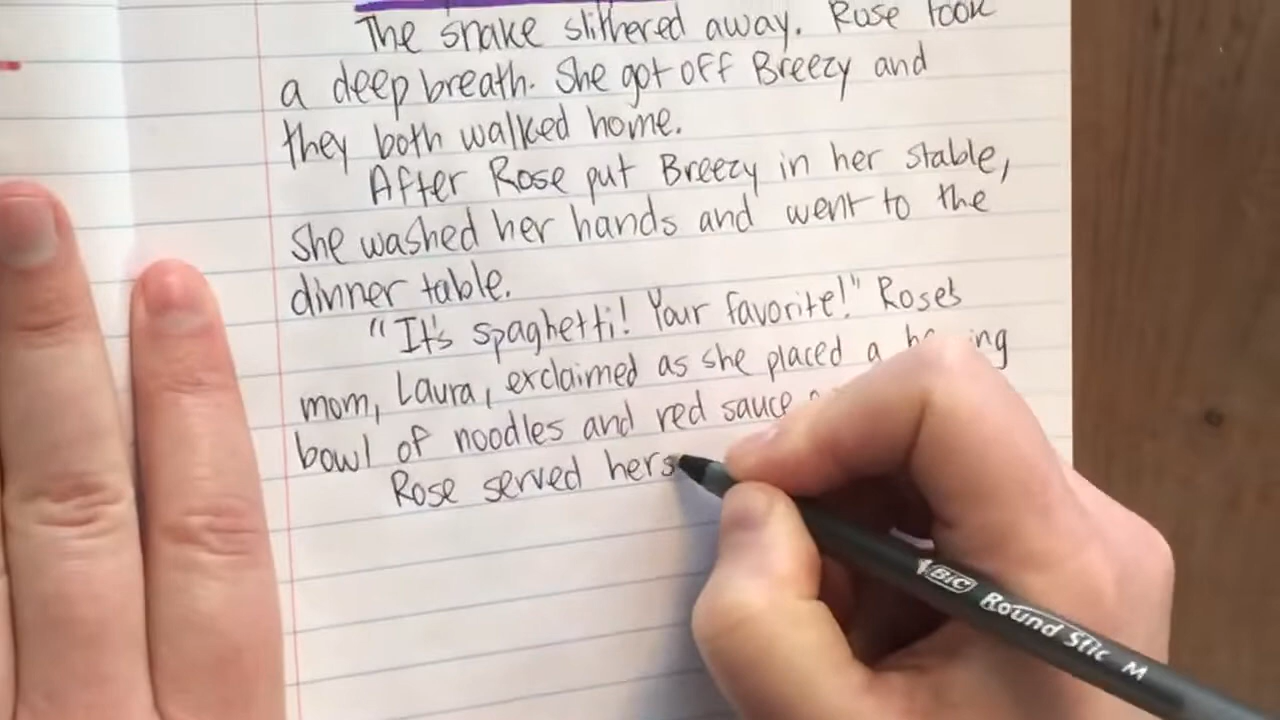 The snake slithered away. Rose took
a deep breath. She got off Breezy and
they both walked home.
After Rose put Breezy in her stable,
she washed her hands and went to the
dinner table.
"It's spaghetti! Your favorite!" Rose's
mom, Laura, exclaimed as she placed a
bowl of noodles and red sauce
Rose served hers
BIC Round Stic M